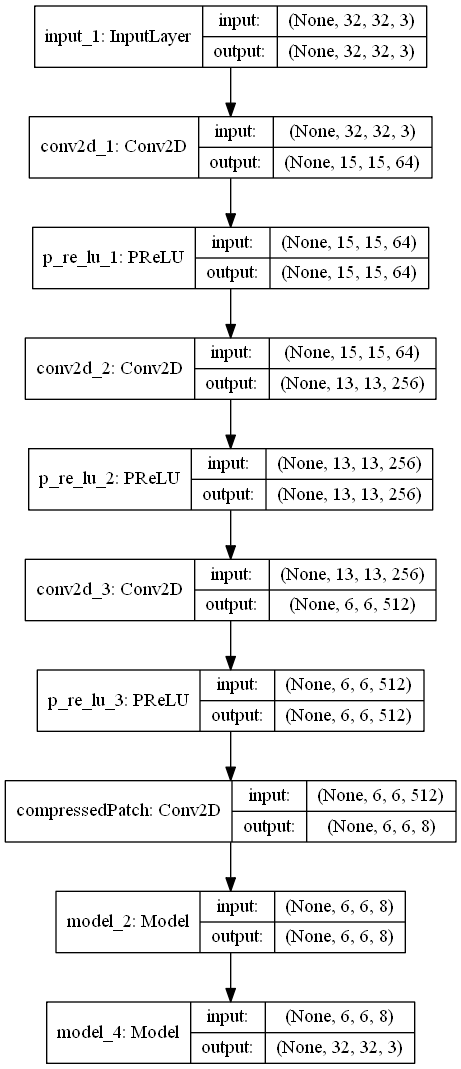 input_1: InputLayer
input: (None, 32, 32, 3)
output: (None, 32, 32, 3)
conv2d_1: Conv2D
input: (None, 32, 32, 3)
output: (None, 15, 15, 64)
p_re_lu_1: PReLU
input: (None, 15, 15, 64)
output: (None, 15, 15, 64)
conv2d_2: Conv2D
input: (None, 15, 15, 64)
output: (None, 13, 13, 256)
p_re_lu_2: PReLU
input: (None, 13, 13, 256)
output: (None, 13, 13, 256)
conv2d_3: Conv2D
input: (None, 13, 13, 256)
output: (None, 6, 6, 512)
p_re_lu_3: PReLU
input: (None, 6, 6, 512)
output: (None, 6, 6, 512)
compressedPatch: Conv2D
input: (None, 6, 6, 512)
output: (None, 6, 6, 8)
model_2: Model
input: (None, 6, 6, 8)
output: (None, 6, 6, 8)
model_4: Model
input: (None, 6, 6, 8)
output: (None, 32, 32, 3)